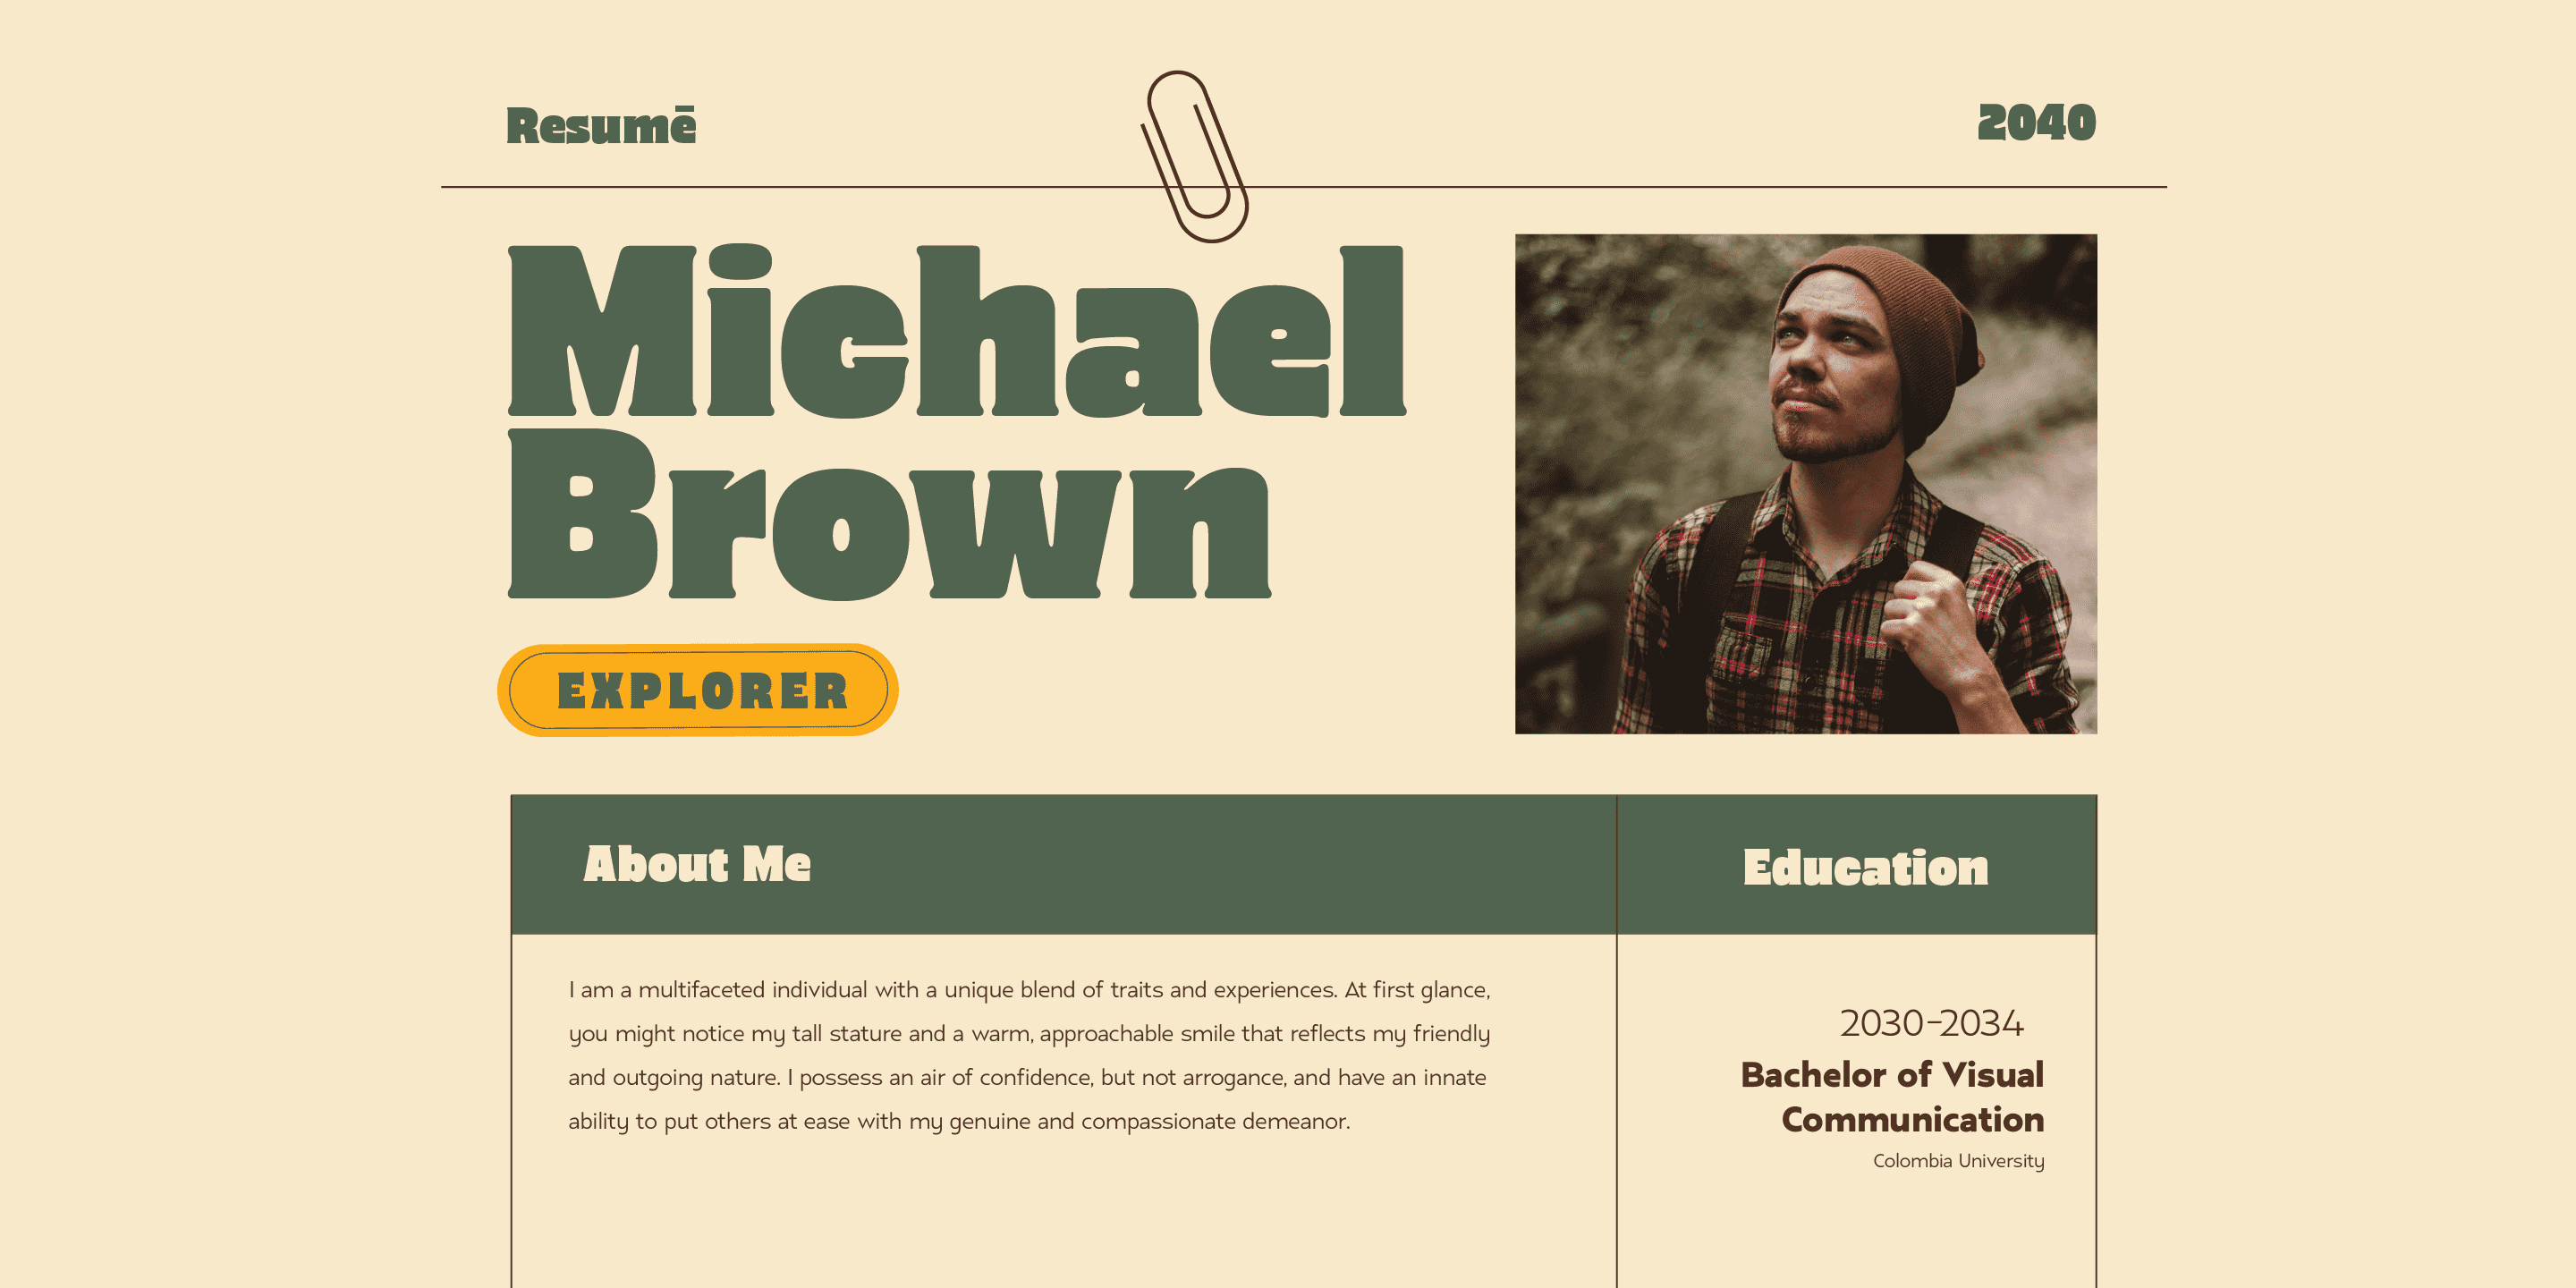 Resumē
2040
Michael
Brown
EXPLORER
About Me
I am a multifaceted individual with a unique blend of traits and experiences. At first glance,
you might notice my tall stature and a warm, approachable smile that reflects my friendly
and outgoing nature. I possess an air of confidence, but not arrogance, and have an innate
ability to put others at ease with my genuine and compassionate demeanor.
Education
2030-2034
Bachelor of Visual
Communication
Colombia University